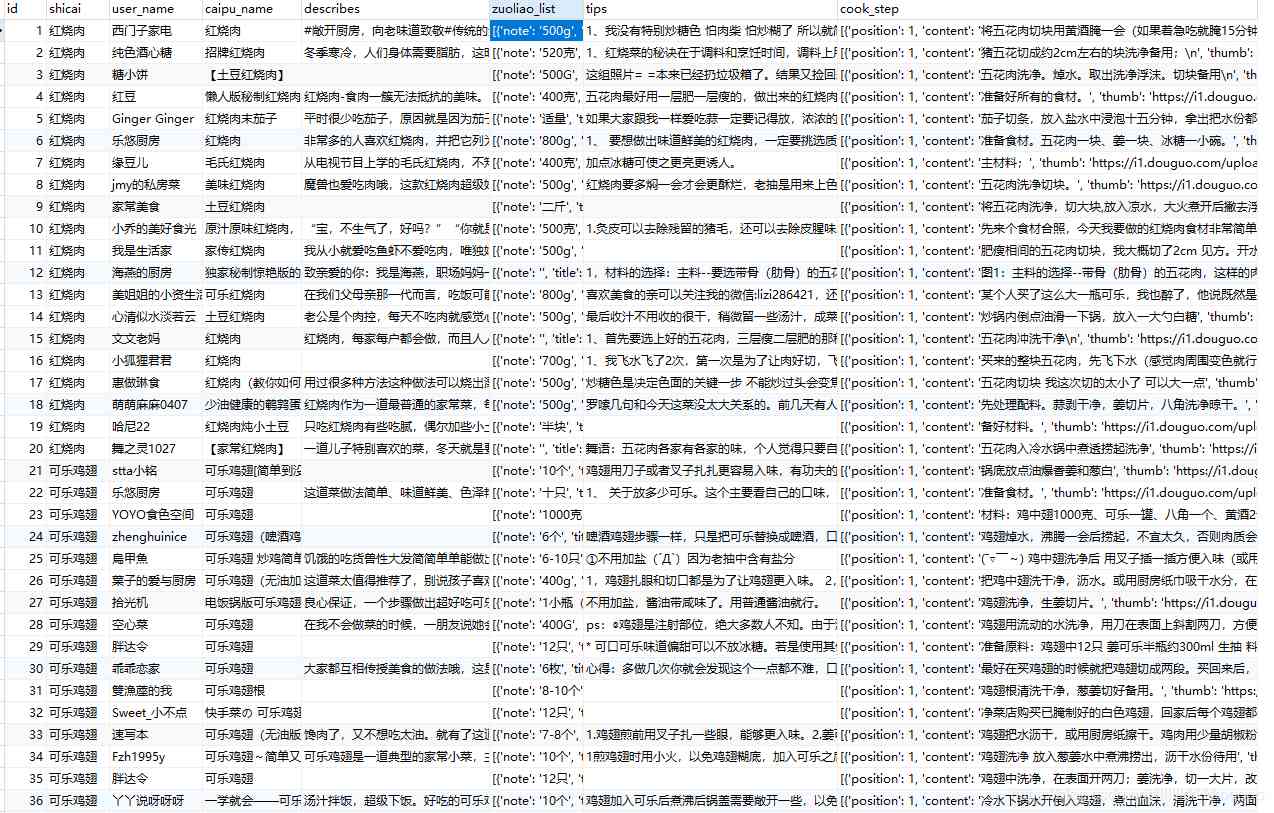 id shicai user_name caipu_name describes zuoliao_list tips cook_step
1 红烧肉 西门子家电 红烧肉 #敞开厨房，向老味道致敬#传统的 [{'note': '500g', 1、我没有特别炒糖色 怕肉柴 怕炒糊了 所以就 [{'position': 1, 'content': '将五花肉切块用黄酒腌一会（如果着急吃就腌15分钟
2 红烧肉 纯色酒心糖 招牌红烧肉 冬季寒冷，人们身体需要脂肪，这 [{'note': '520克', 1、红烧菜的秘诀在于调料和烹饪时间，调料上 [{'position': 1, 'content': '猪五花切成约2cm左右的块洗净备用；\n', 'thumb':
3 红烧肉 糖小饼 【土豆红烧肉】 [{'note': '500G', 这组照片= =本来已经扔垃圾箱了。结果又捡回 [{'position': 1, 'content': '五花肉洗净。焯水。取出洗净浮沫。切块备用\n', 'th
4 红烧肉 红豆 懒人版秘制红烧肉 红烧肉-食肉一簇无法抵抗的美味。 [{'note': '400克', 五花肉最好用一层肥一层瘦的，做出来的红烧肉 [{'position': 1, 'content': '准备好所有的食材。', 'thumb': 'https://i1.douguo.
5 红烧肉 Ginger Ginger 红烧肉末茄子 平时很少吃茄子，原因就是因为茄 [{'note': '适量', 't 如果大家跟我一样爱吃蒜一定要记得放，浓浓的 [{'position': 1, 'content': '茄子切条，放入盐水中浸泡十五分钟，拿出把水份都
6 红烧肉 乐悠厨房 红烧肉 非常多的人喜欢红烧肉，并把它列 [{'note': '800g', 1、 要想做出味道鲜美的红烧肉，一定要挑选质 [{'position': 1, 'content': '准备食材。五花肉一块、姜一块、冰糖一小碗。', 'thum
7 红烧肉 缘豆儿 毛氏红烧肉 从电视节目上学的毛氏红烧肉，不 [{'note': '400克', 加点冰糖可使之更亮更诱人。 [{'position': 1, 'content': '主材料；', 'thumb': 'https://i1.douguo.com/uploa
8 红烧肉 jmy的私房菜 美味红烧肉 魔兽也爱吃肉哦，这款红烧肉超级 [{'note': '500g', 红烧肉要多焖一会才会更酥烂，老抽是用来上色 [{'position': 1, 'content': '五花肉洗净切块。', 'thumb': 'https://i1.douguo.co
9 红烧肉 家常美食 土豆红烧肉 [{'note': '二斤', 't [{'position': 1, 'content': '将五花肉洗净，切大块,放入凉水，大火煮开后撇去浮
10 红烧肉 小乔的美好食光 原汁原味红烧肉， “宝，不生气了，好吗？” “你就 [{'note': '500克', 1.灸皮可以去除残留的猪毛，还可以去除皮腥味 [{'position': 1, 'content': '先来个食材合照，今天我要做的红烧肉食材非常简单
11 红烧肉 我是生活家 家传红烧肉 我从小就爱吃鱼虾不爱吃肉，唯独 [{'note': '500g', [{'position': 1, 'content': '肥瘦相间的五花肉切块，我大概切了2cm 见方。开水
12 红烧肉 海燕的厨房 独家秘制惊艳版的 致亲爱的你：我是海燕，职场妈妈 [{'note': '', 'title': 1，材料的选择：主料--要选带骨（肋骨）的五 [{'position': 1, 'content': '图1：主料的选择--带骨（肋骨）的五花肉，这样的肉
13 红烧肉 美姐姐的小资生 可乐红烧肉 在我们父母亲那一代而言，吃饭可 [{'note': '800g', 喜欢美食的亲可以关注我的微信:lizi286421，还 [{'position': 1, 'content': '某个人买了这么大一瓶可乐，我也醉了，他说既然是
14 红烧肉 心清似水淡若云 土豆红烧肉 老公是个肉控，每天不吃肉就感觉 [{'note': '500g', 最后收汁不用收的很干，稍微留一些汤汁，成菜 [{'position': 1, 'content': '炒锅内倒点油滑一下锅，放入一大勺白糖', 'thumb':
15 红烧肉 文文老妈 红烧肉 红烧肉，每家每户都会做，而且人 [{'note': '', 'title': 1、首先要选上好的五花肉，三层瘦二层肥的那 [{'position': 1, 'content': '五花肉冲洗干净\n', 'thumb': 'https://i1.douguo.co
16 红烧肉 小狐狸君君 红烧肉 [{'note': '700g', 1、我飞水飞了2次，第一次是为了让肉好切，飞 [{'position': 1, 'content': '买来的整块五花肉，先飞下水（感觉肉周围变色就行
17 红烧肉 惠做啉食 红烧肉（教你如何 用过很多种方法这种做法可以烧出 [{'note': '500g', 炒糖色是决定色面的关键一步 不能炒过头会变焦 [{'position': 1, 'content': '五花肉切块 我这次切的太小了 可以大一点', 'thumb':
18 红烧肉 萌萌麻麻0407 少油健康的鹌鹑蛋 红烧肉作为一道最普通的家常菜， [{'note': '500g', 罗嗦几句和今天这菜没太大关系的。前几天有人 [{'position': 1, 'content': '先处理配料。蒜剥干净，姜切片，八角洗净晾干。',
19 红烧肉 哈尼22 红烧肉炖小土豆 只吃红烧肉有些吃腻，偶尔加些小土 [{'note': '半块', 't [{'position': 1, 'content': '备好材料。', 'thumb': 'https://i1.douguo.com/uplo
20 红烧肉 舞之灵1027 【家常红烧肉】 一道儿子特别喜欢的菜，冬天就是 [{'note': '', 'title': 舞语：五花肉各家有各家的味，个人觉得只要自 [{'position': 1, 'content': '五花肉入冷水锅中煮透捞起洗净', 'thumb': 'https://i
21 可乐鸡翅 stta小铭 可乐鸡翅[简单到没 [{'note': '10个', 't 鸡翅用刀子或者叉子扎扎更容易入味，有功夫的 [{'position': 1, 'content': '锅底放点油爆香姜和葱白', 'thumb': 'https://i1.doug
22 可乐鸡翅 乐悠厨房 可乐鸡翅 这道菜做法简单、味道鲜美、色泽 [{'note': '十只', 't 1、 关于放多少可乐。这个主要看自己的口味， [{'position': 1, 'content': '准备食材。', 'thumb': 'https://i1.douguo.com/upl
23 可乐鸡翅 YOYO食色空间 可乐鸡翅 [{'note': '1000克 [{'position': 1, 'content': '材料：鸡中翅1000克、可乐一罐、八角一个、黄酒2
24 可乐鸡翅 zhenghuinice 可乐鸡翅（啤酒鸡 [{'note': '6个', 't 啤酒鸡翅步骤一样，只是把可乐替换成啤酒，口 [{'position': 1, 'content': '鸡翅焯水，沸腾一会后捞起，不宜太久，否则肉质会
25 可乐鸡翅 扈甲魚 可乐鸡翅 炒鸡简单 饥饿的吃货兽性大发简简单单能做 [{'note': '6-10只' ①不用加盐（´Д`）因为老抽中含有盐分 [{'position': 1, 'content': '(￣▽￣~) 鸡中翅洗净后 用叉子插一插方便入味（或用
26 可乐鸡翅 菓子的爱与厨房 可乐鸡翅（无油加 这道菜太值得推荐了，别说孩子喜 [{'note': '400g', 1，鸡翅扎眼和切口都是为了让鸡翅更入味。 2， [{'position': 1, 'content': '把鸡中翅洗干净，沥水。或用厨房纸巾吸干水分，在
27 可乐鸡翅 拾光机 电饭锅版可乐鸡翅 良心保证，一个步骤做出超好吃可乐 [{'note': '1小瓶（ 不用加盐，酱油带咸味了。用普通酱油就行。 [{'position': 1, 'content': '鸡翅洗净，生姜切片。', 'thumb': 'https://i1.dougu
28 可乐鸡翅 空心菜 可乐鸡翅 在我不会做菜的时候，一朋友说她 [{'note': '400G', ps：鸡翅是注射部位，绝大多数人不知。由于 [{'position': 1, 'content': '鸡翅用流动的水洗净，用刀在表面上斜割两刀，方便
29 可乐鸡翅 胖达令 可乐鸡翅 [{'note': '12只', 't * 可口可乐味道偏甜可以不放冰糖。若是使用其 [{'position': 1, 'content': '准备原料：鸡中翅12只 姜可乐半瓶约300ml 生抽 料
30 可乐鸡翅 乖乖恋家 可乐鸡翅 大家都互相传授美食的做法哦，这是 [{'note': '6枚', 'tit 心得：多做几次你就会发现这个一点都不难，口 [{'position': 1, 'content': '最好在买鸡翅的时候就把鸡翅切成两段。买回来后，
31 可乐鸡翅 雙漁蓙的我 可乐鸡翅根 [{'note': '8-10个' [{'position': 1, 'content': '鸡翅根清洗干净，葱姜切好备用。', 'thumb': 'https:
32 可乐鸡翅 Sweet_小不点 快手菜の 可乐鸡翅 [{'note': '12只', 't [{'position': 1, 'content': '净菜店购买已腌制好的白色鸡翅，回家后每个鸡翅都
33 可乐鸡翅 速写本 可乐鸡翅（无油版 馋肉了，又不想吃太油。就有了这 [{'note': '7-8个', 1.鸡翅煎前用叉子扎一些眼，能够更入味。2.姜 [{'position': 1, 'content': '鸡翅把水沥干，或用厨房纸擦干。鸡肉用少量胡椒粉
34 可乐鸡翅 Fzh1995y 可乐鸡翅～简单又 可乐鸡翅是一道典型的家常小菜， [{'note': '10个', 't 1煎鸡翅时用小火，以免鸡翅糊底，加入可乐之 [{'position': 1, 'content': '鸡翅洗净 放入葱姜水中煮沸捞出，沥干水份待用', 'th
35 可乐鸡翅 胖达令 可乐鸡翅 [{'note': '12只', 't [{'position': 1, 'content': '鸡中翅洗净，在表面开两刀；姜洗净，切一大片，改
36 可乐鸡翅 丫丫说呀呀呀 一学就会——可乐 汤汁拌饭，超级下饭。好吃的可乐 [{'note': '10个', 't 鸡翅加入可乐后煮沸后锅盖需要敞开一些，以免 [{'position': 1, 'content': '冷水下锅水开倒入鸡翅，煮出血沫，清洗干净，两面